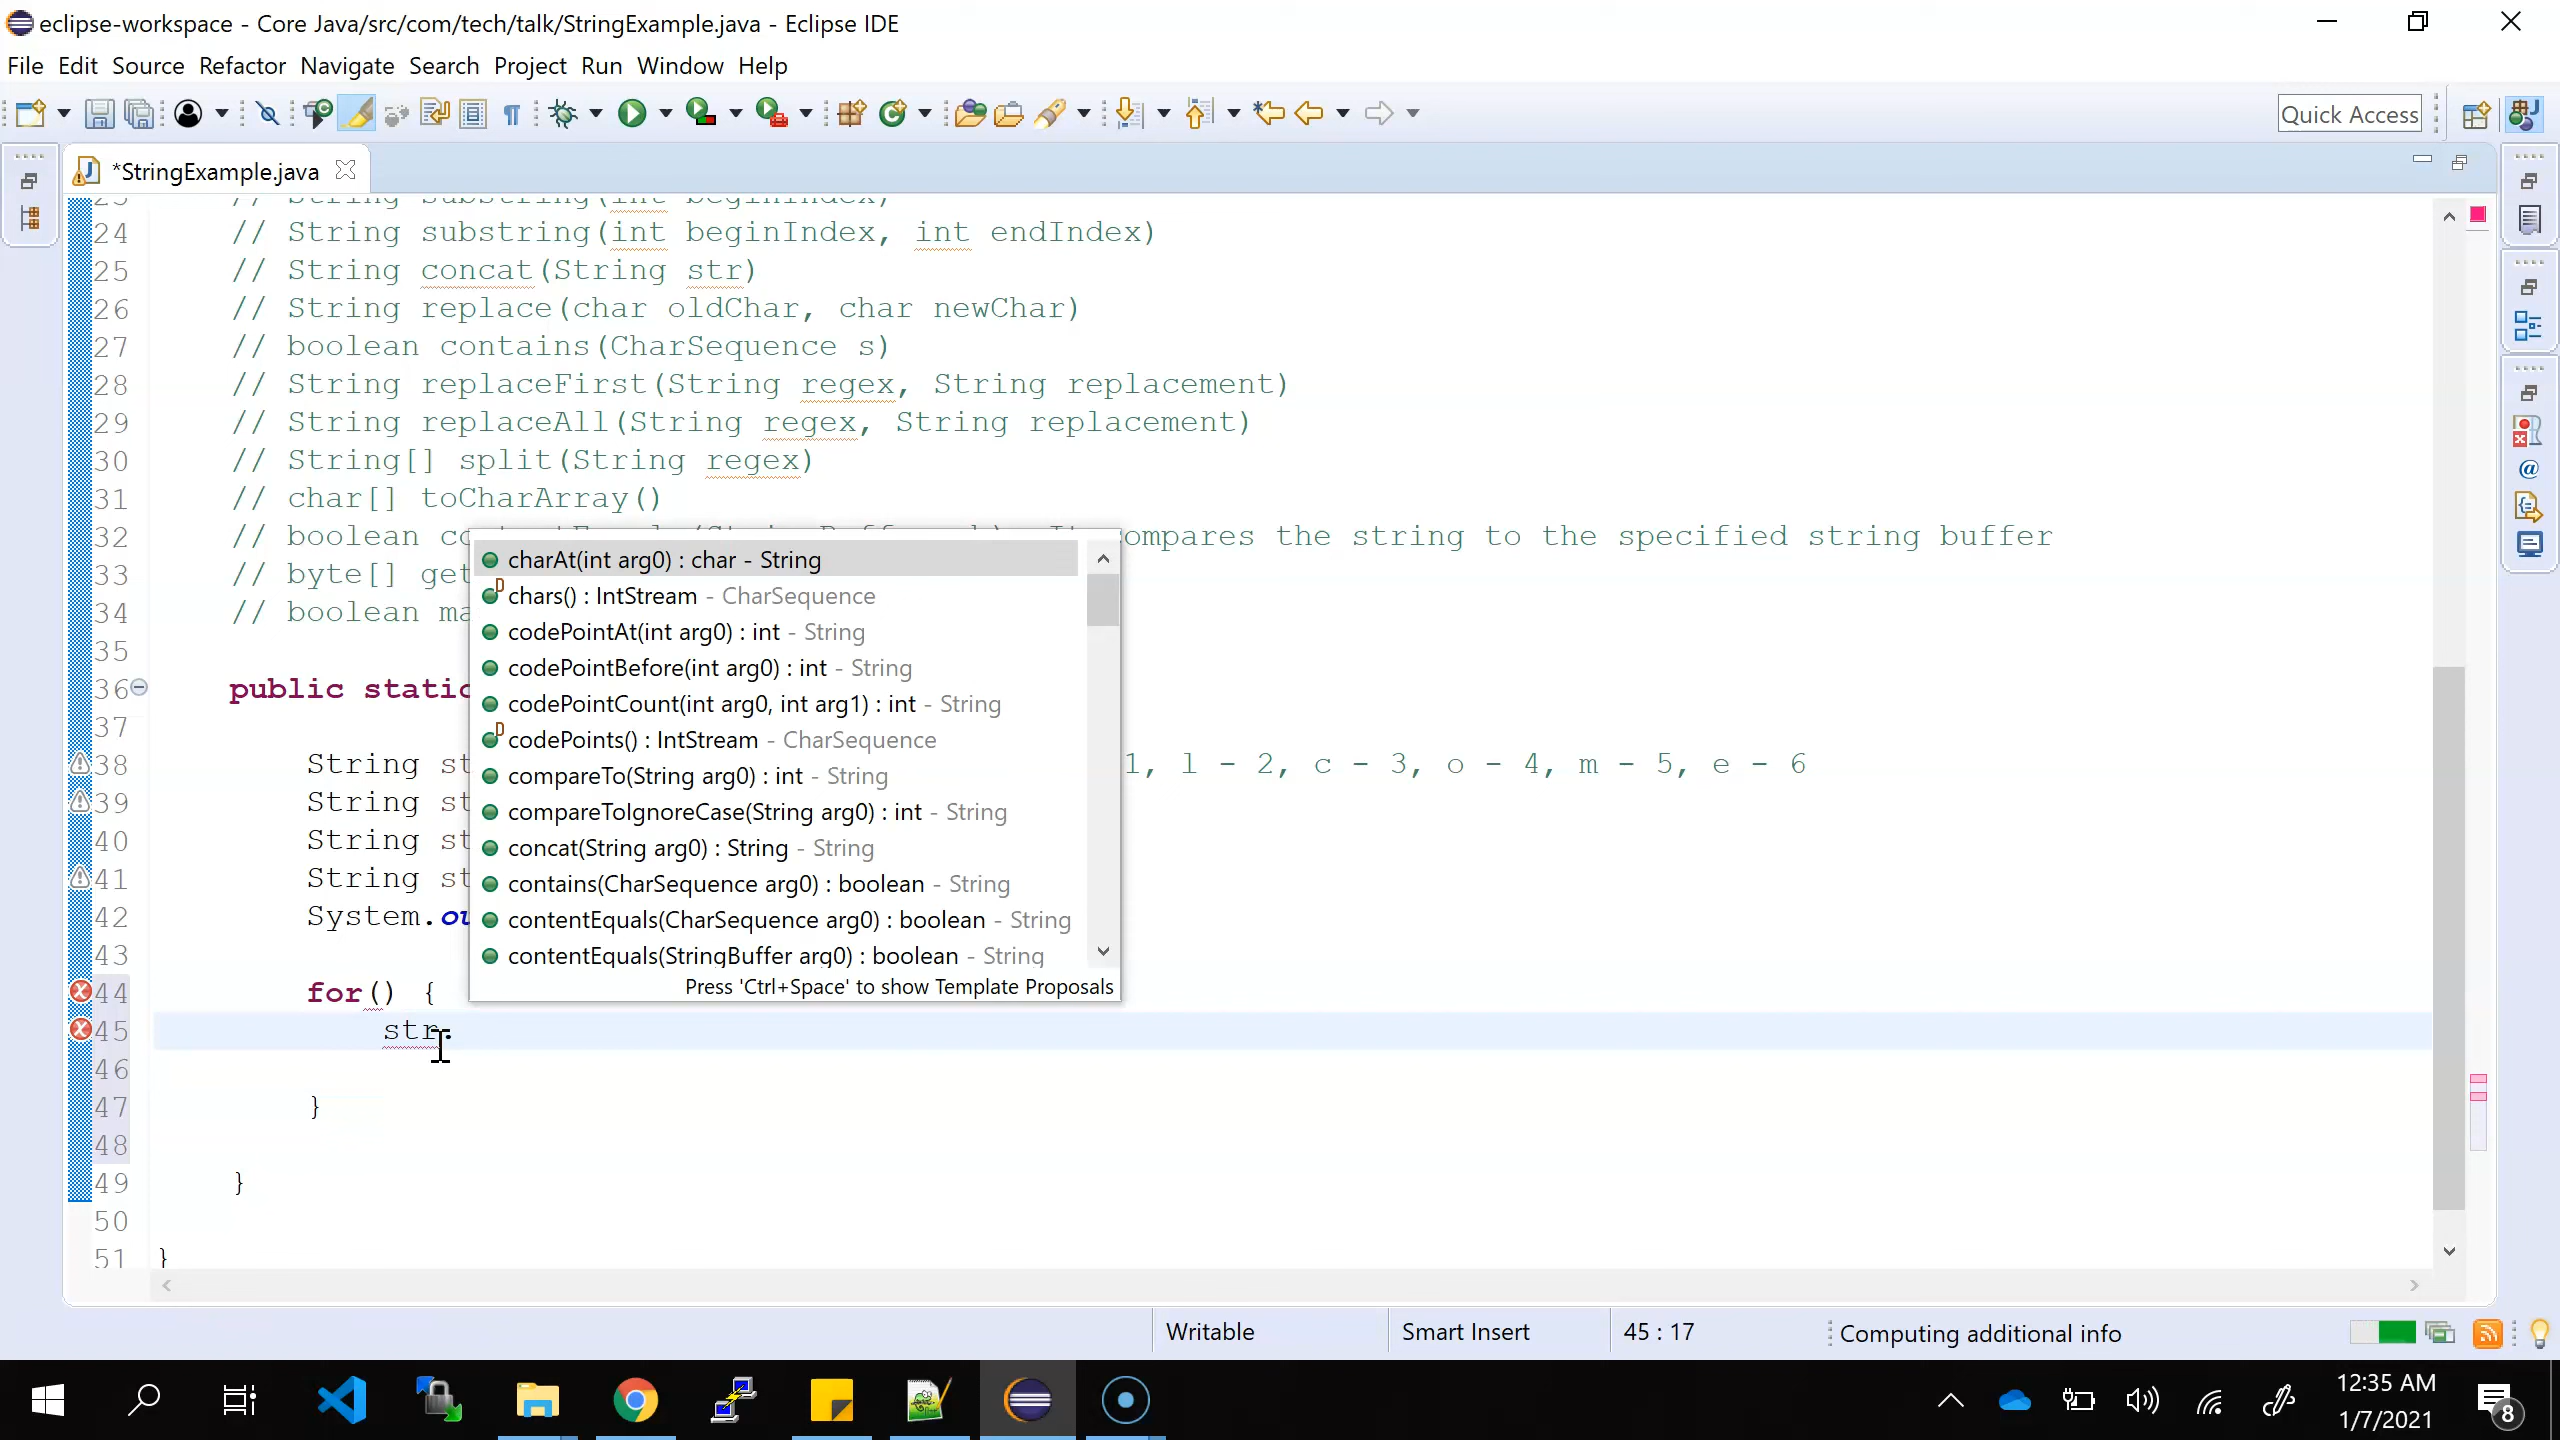 eclipse-workspace - Core Java/src/com/tech/talk/StringExample.java - Eclipse IDE
File Edit Source Refactor Navigate Search Project Run Window Help
Quick Access
*StringExample.java
23 // String substring(int beginIndex)
24 // String substring(int beginIndex, int endIndex)
25 // String concat(String str)
26 // String replace(char oldChar, char newChar)
27 // boolean contains(CharSequence s)
28 // String replaceFirst(String regex, String replacement)
29 // String replaceAll(String regex, String replacement)
30 // String[] split(String regex)
31 // char[] toCharArray()
32 // boolean co ompares the string to the specified string buffer
33 // byte[] get
34 // boolean ma
35
36 public static
37
38 String st 1, l - 2, c - 3, o - 4, m - 5, e - 6
39 String st
40 String st
41 String st
42 System.ou
43
44 for() {
45 str.
46
47 }
48
49 }
50
51 }
charAt(int arg0) : char - String
chars() : IntStream - CharSequence
codePointAt(int arg0) : int - String
codePointBefore(int arg0) : int - String
codePointCount(int arg0, int arg1) : int - String
codePoints() : IntStream - CharSequence
compareTo(String arg0) : int - String
compareToIgnoreCase(String arg0) : int - String
concat(String arg0) : String - String
contains(CharSequence arg0) : boolean - String
contentEquals(CharSequence arg0) : boolean - String
contentEquals(StringBuffer arg0) : boolean - String
Press 'Ctrl+Space' to show Template Proposals
Writable Smart Insert 45 : 17 Computing additional info
12:35 AM
1/7/2021
8